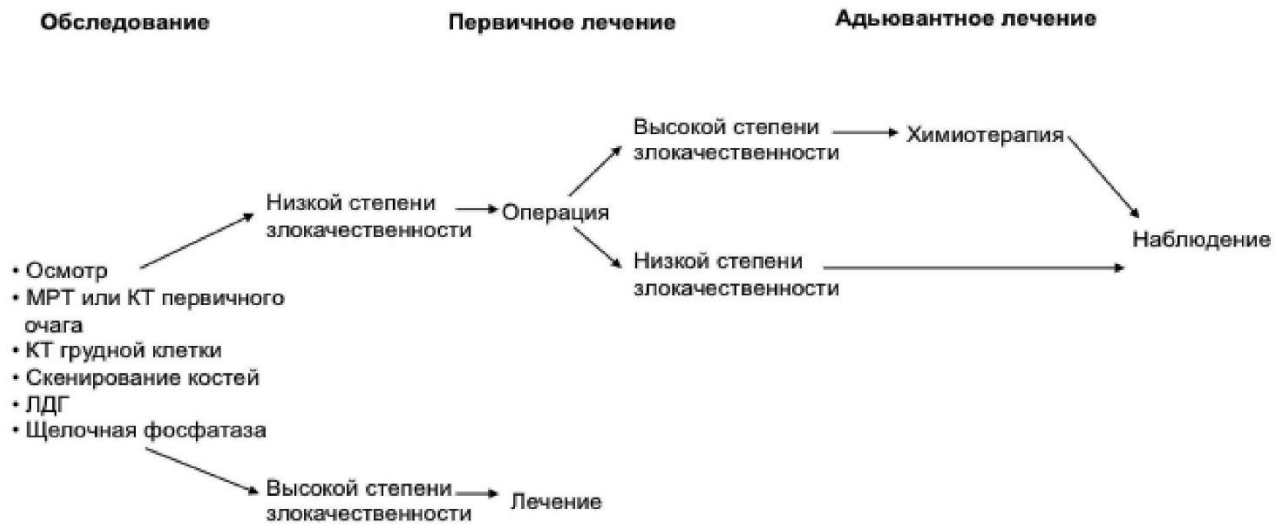 Обследование
Первичное лечение
Адьювантное лечение
Высокой степени
злокачественности
Химиотерапия
Низкой степени
злокачественности
Операция
Наблюдение
Низкой степени
злокачественности
• Осмотр
• МРТ или КТ первичного
очага
• КТ грудной клетки
• Скенирование костей
• ЛДГ
• Щелочная фосфатаза
Высокой степени
злокачественности
Лечение